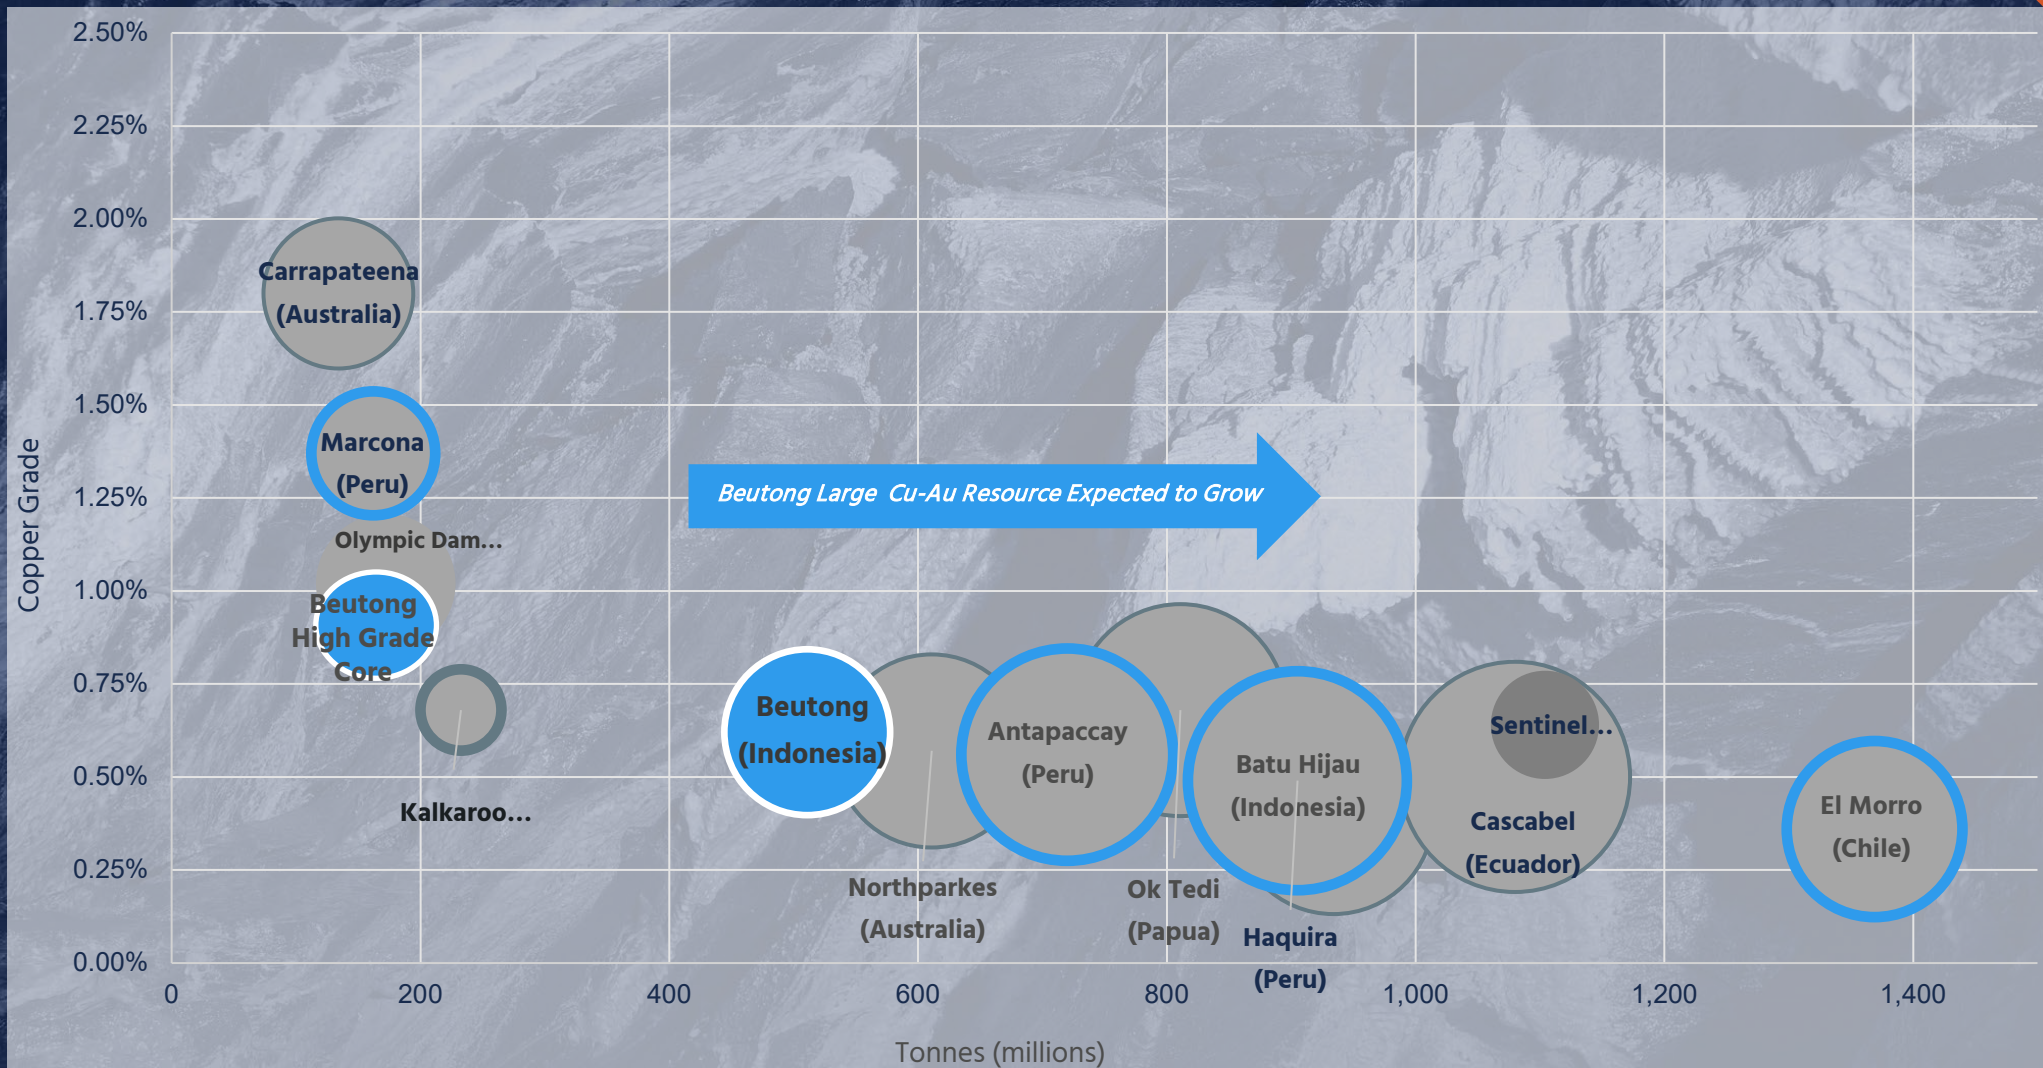 2.50%
2.25%
2.00%
1.75%
1.50%
1.25%
1.00%
0.75%
0.50%
0.25%
0.00%
Copper Grade
Carrapateena
(Australia)
Marcona
(Peru)
Olympic Dam...
Beutong
High Grade
Core
Kalkaroo...
Beutong Large Cu-Au Resource Expected to Grow
Beutong
(Indonesia)
Northparkes
(Australia)
Antapaccay
(Peru)
Ok Tedi
(Papua)
Batu Hijau
(Indonesia)
Haquira
(Peru)
Sentinel...
Cascabel
(Ecuador)
El Morro
(Chile)
0
200
400
600
800
1,000
1,200
1,400
Tonnes (millions)